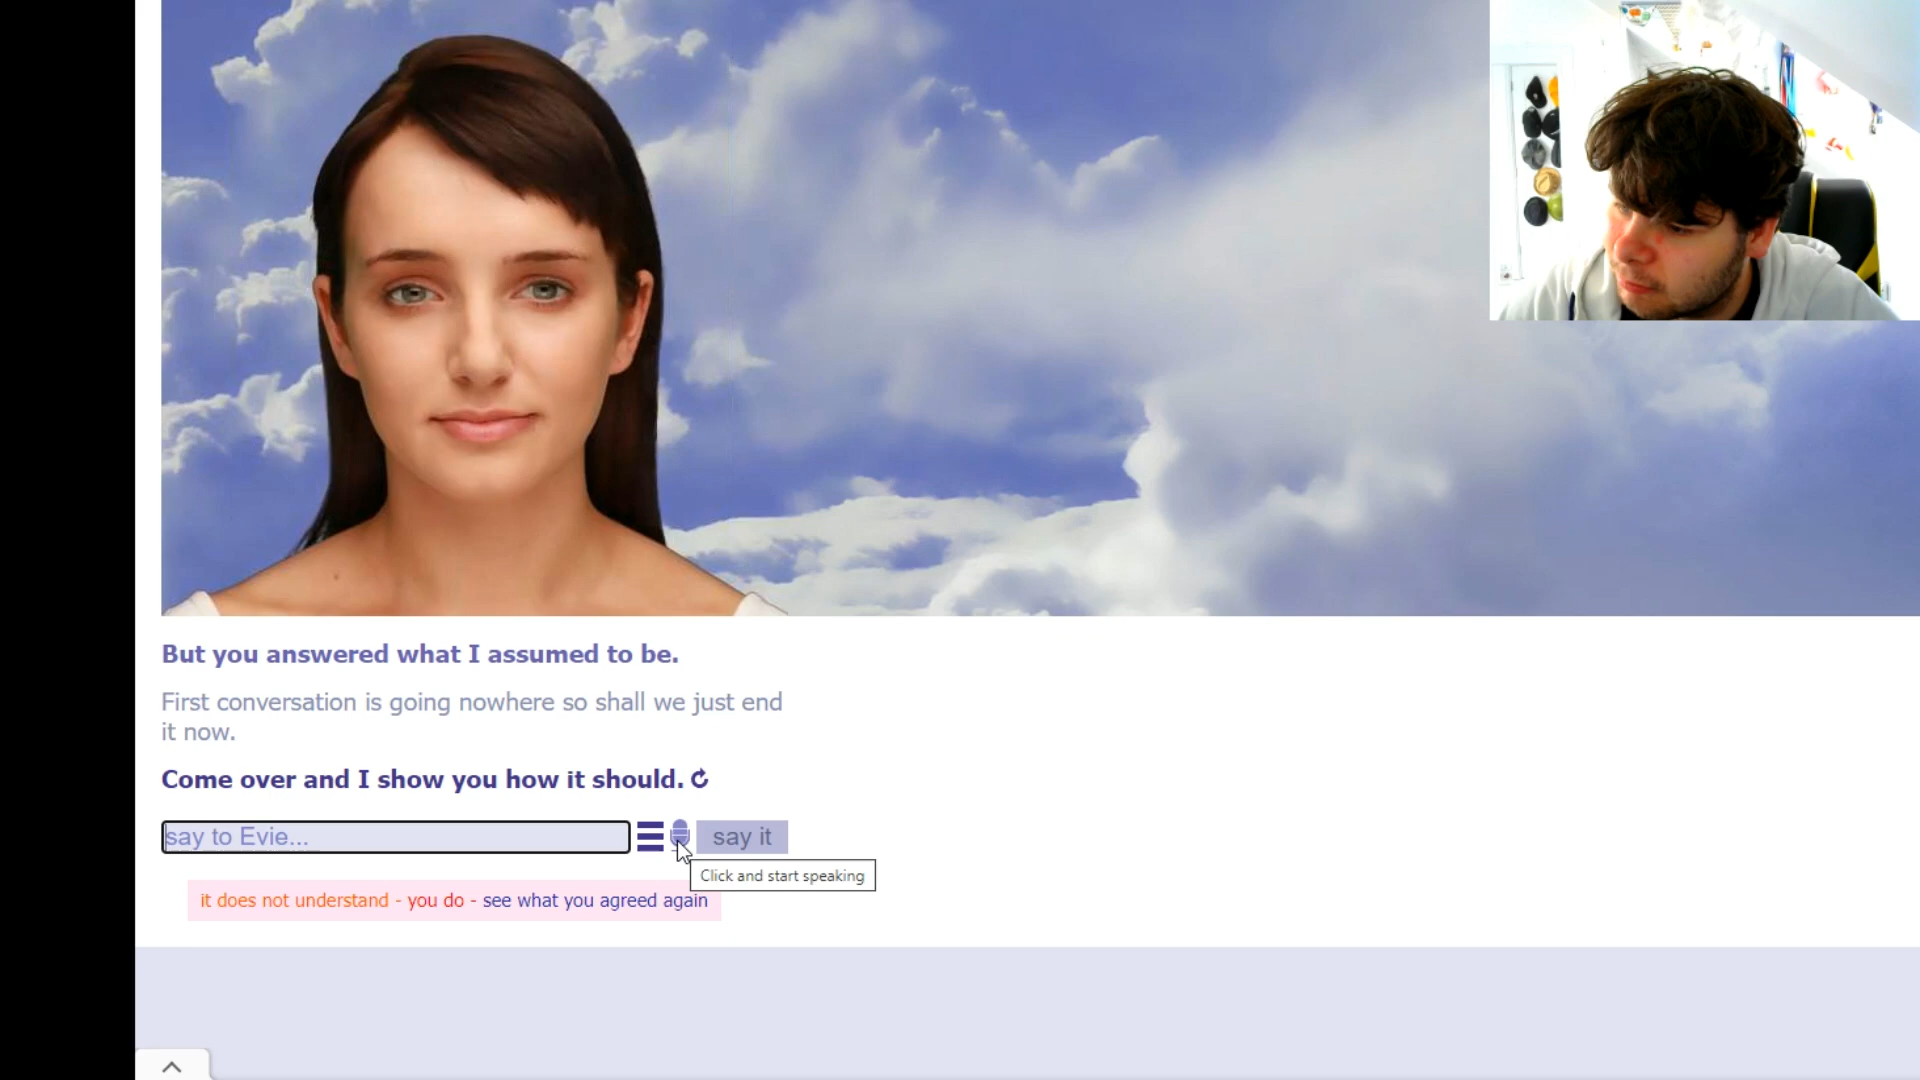 But you answered what I assumed to be.
First conversation is going nowhere so shall we just end
it now.
Come over and I show you how it should.
say to Evie...
say it
Click and start speaking
it does not understand - you do - see what you agreed again